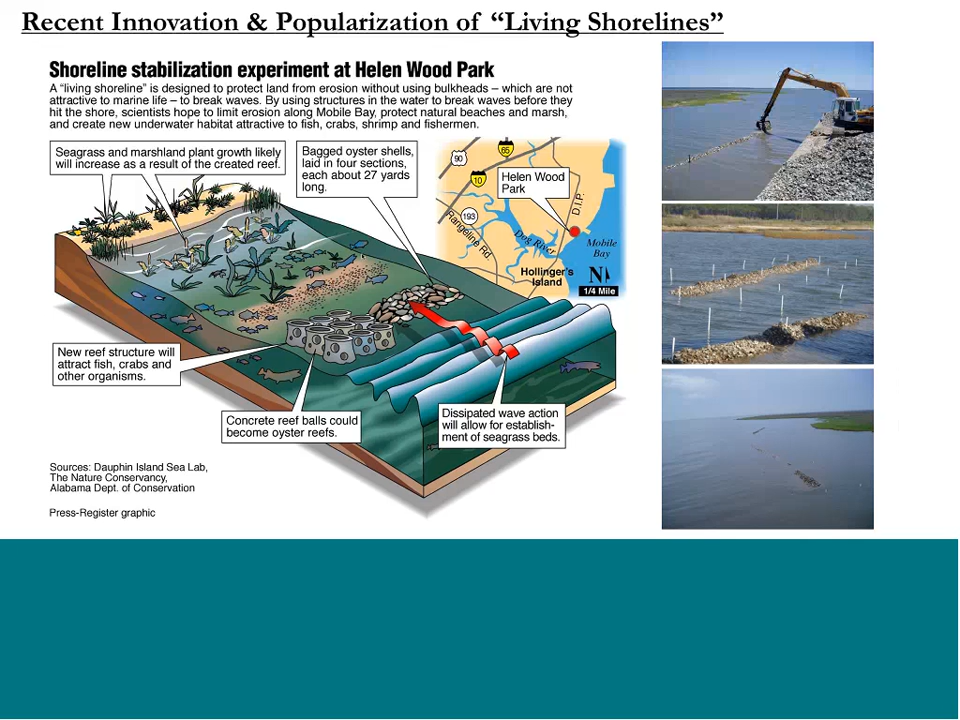 Recent Innovation & Popularization of “Living Shorelines”
Shoreline stabilization experiment at Helen Wood Park
A “living shoreline” is designed to protect land from erosion without using bulkheads – which are not
attractive to marine life – to break waves. By using structures in the water to break waves before they
hit the shore, scientists hope to limit erosion along Mobile Bay, protect natural beaches and marsh,
and create new underwater habitat attractive to fish, crabs, shrimp and fishermen.
Seagrass and marshland plant growth likely
will increase as a result of the created reef.
Bagged oyster shells,
laid in four sections,
each about 27 yards
long.
90
65
10
Helen Wood
Park
193
D.I.P.
Rangeline Rd.
Dog River
Mobile
Bay
Hollinger's
Island
N
1/4 Mile
New reef structure will
attract fish, crabs and
other organisms.
Concrete reef balls could
become oyster reefs.
Dissipated wave action
will allow for establish-
ment of seagrass beds.
Sources: Dauphin Island Sea Lab,
The Nature Conservancy,
Alabama Dept. of Conservation
Press-Register graphic